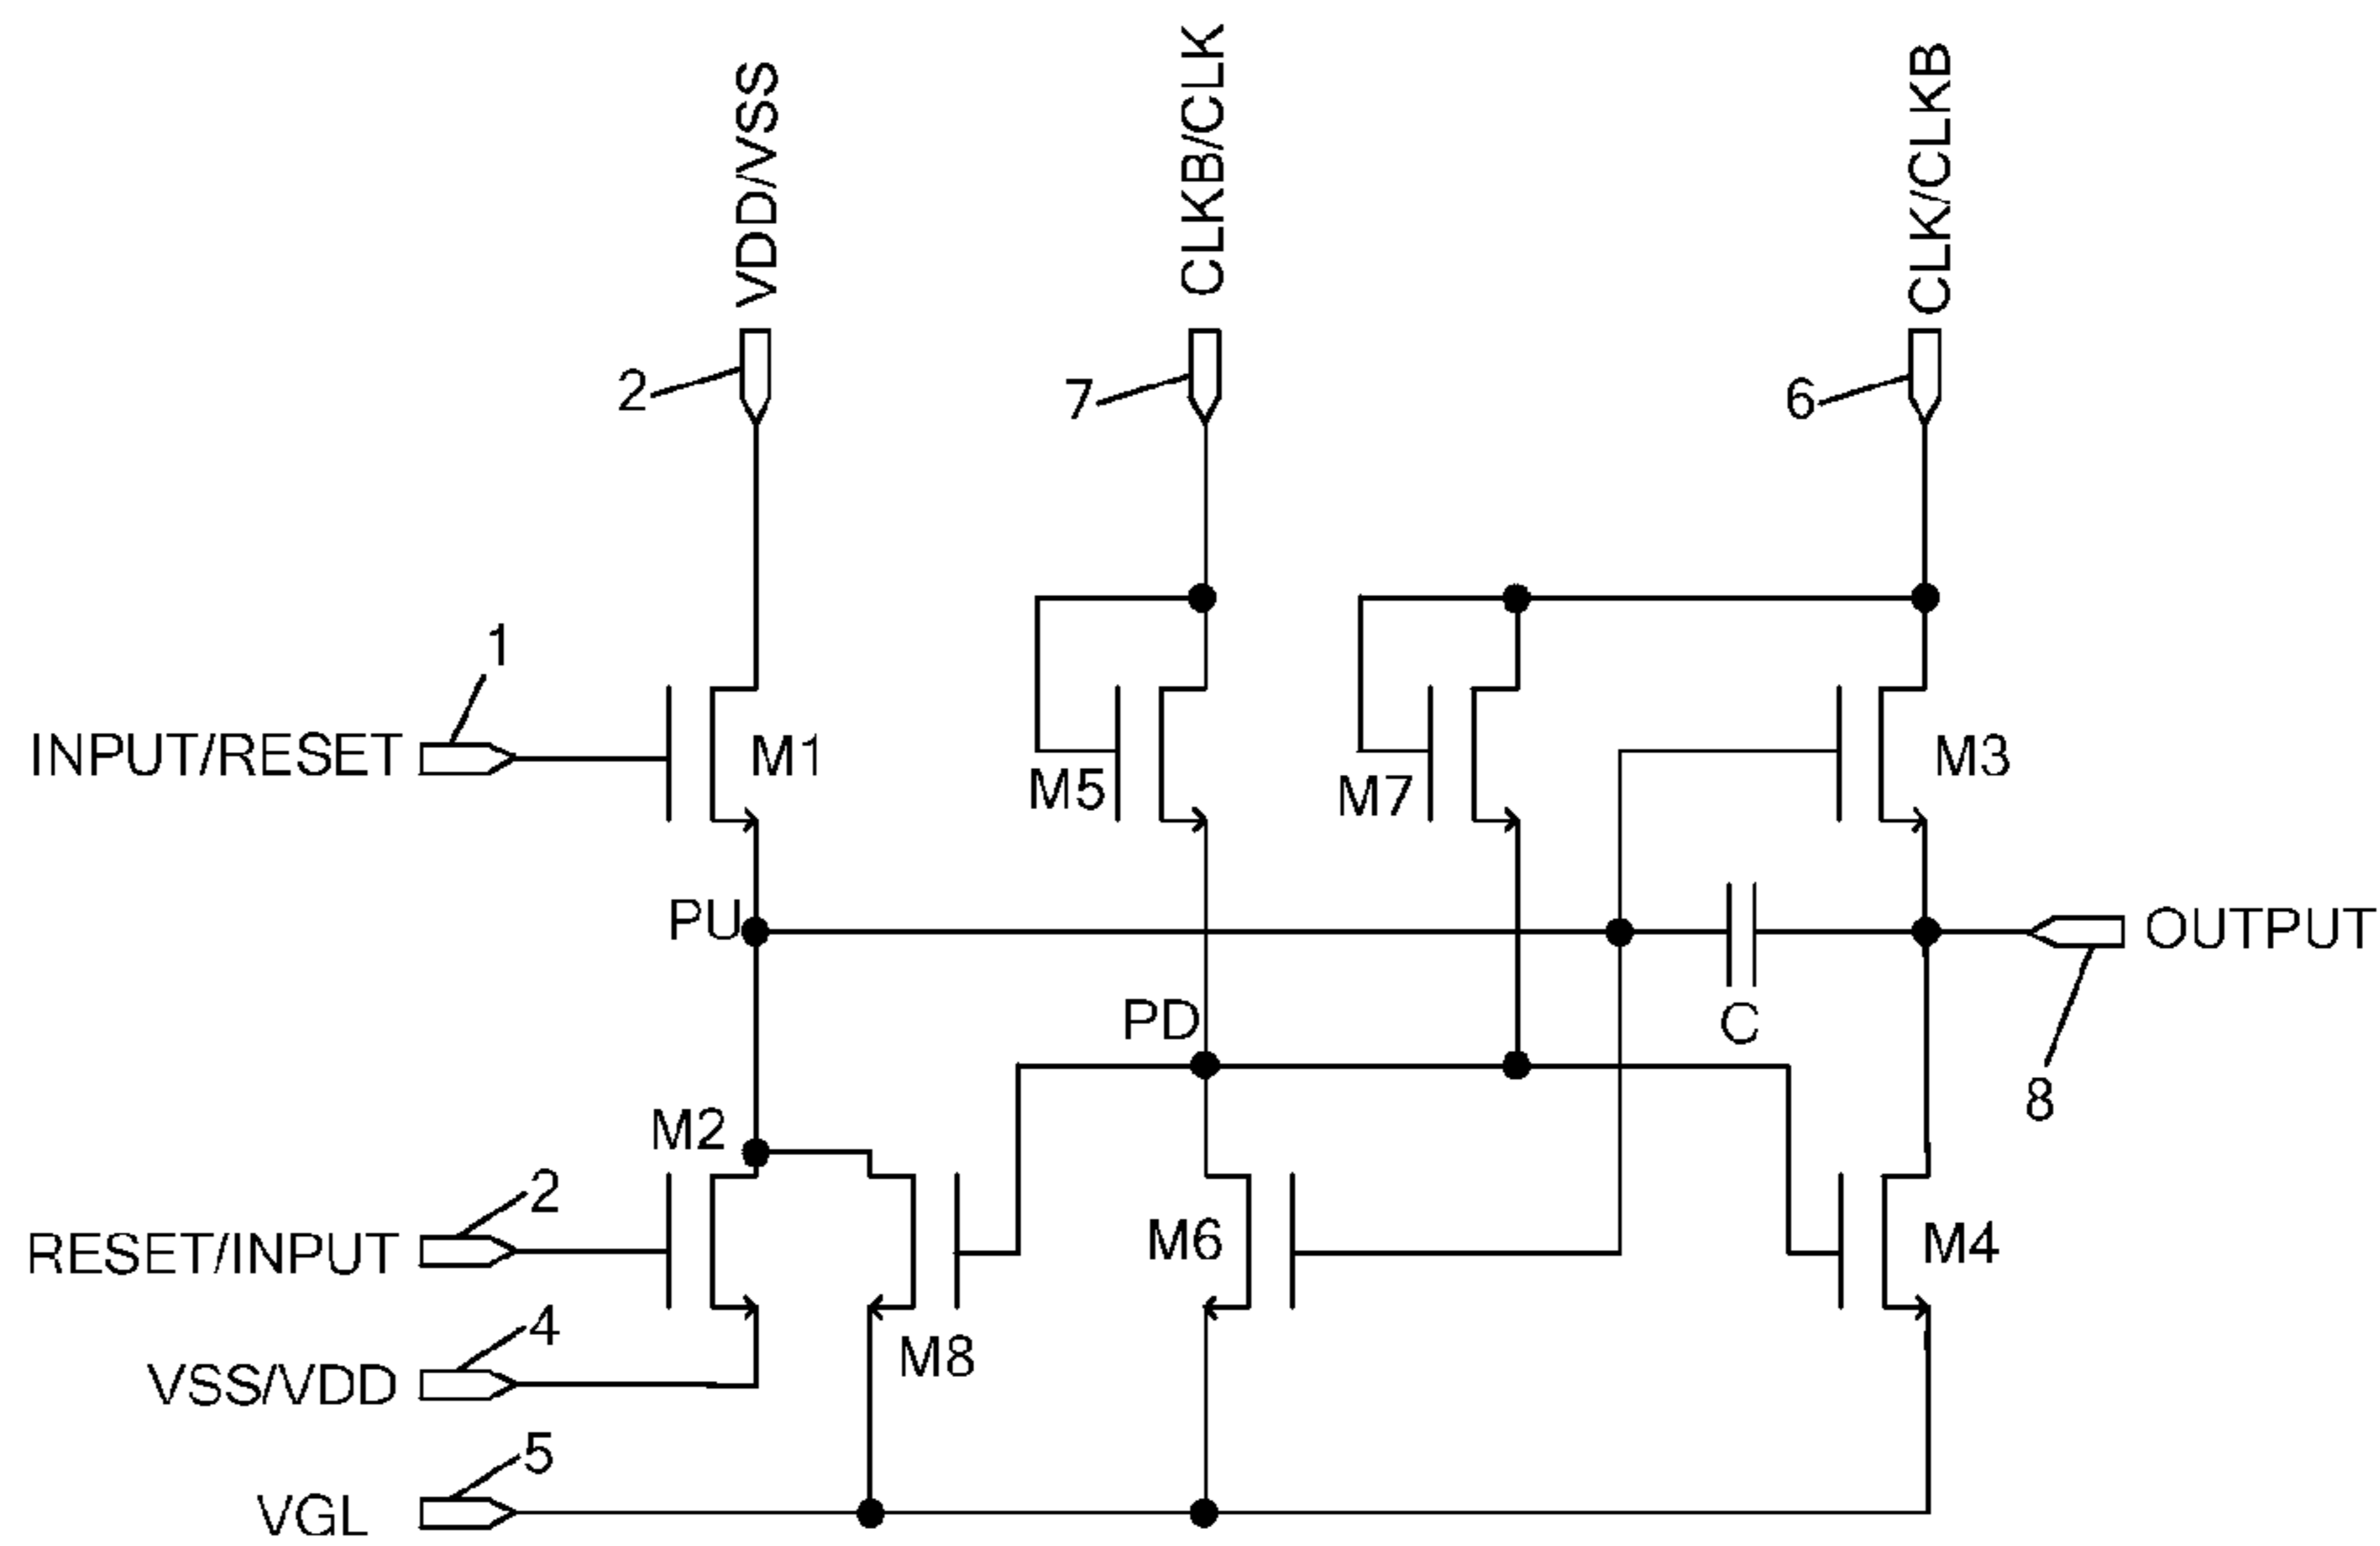 VDD/VSS
CLKB/CLK
CLK/CLKB
2
7
6
1
INPUT/RESET
M1
M5
M7
M3
PU
OUTPUT
PD
C
8
M2
2
RESET/INPUT
M6
M4
4
M8
VSS/VDD
5
VGL